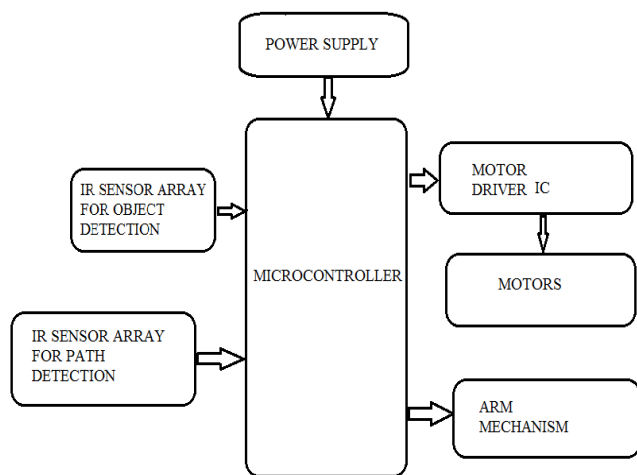 POWER SUPPLY
IR SENSOR ARRAY
FOR OBJECT
DETECTION
MICROCONTROLLER
MOTOR
DRIVER IC
MOTORS
IR SENSOR ARRAY
FOR PATH
DETECTION
ARM
MECHANISM